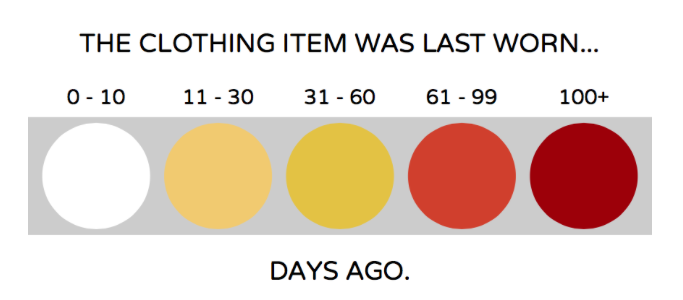 THE CLOTHING ITEM WAS LAST WORN...
0 - 10 11 - 30 31 - 60 61 - 99 100+
DAYS AGO.